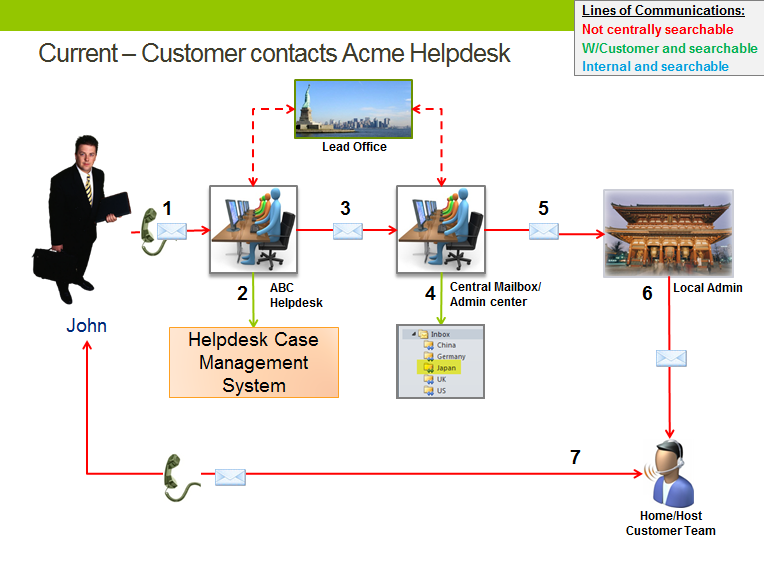 Lines of Communications:
Not centrally searchable
W/Customer and searchable
Internal and searchable
Current – Customer contacts Acme Helpdesk
Lead Office
1
3
5
2
ABC
Helpdesk
4
Central Mailbox/
Admin center
6
Local Admin
John
Helpdesk Case
Management
System
Inbox
China
Germany
Japan
UK
US
7
Home/Host
Customer Team